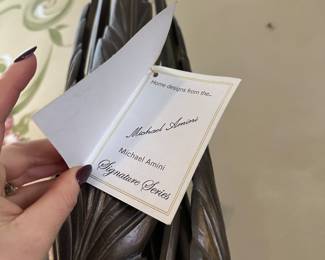 Home designs from the...
Michael Amini
Michael Amini
Signature Series